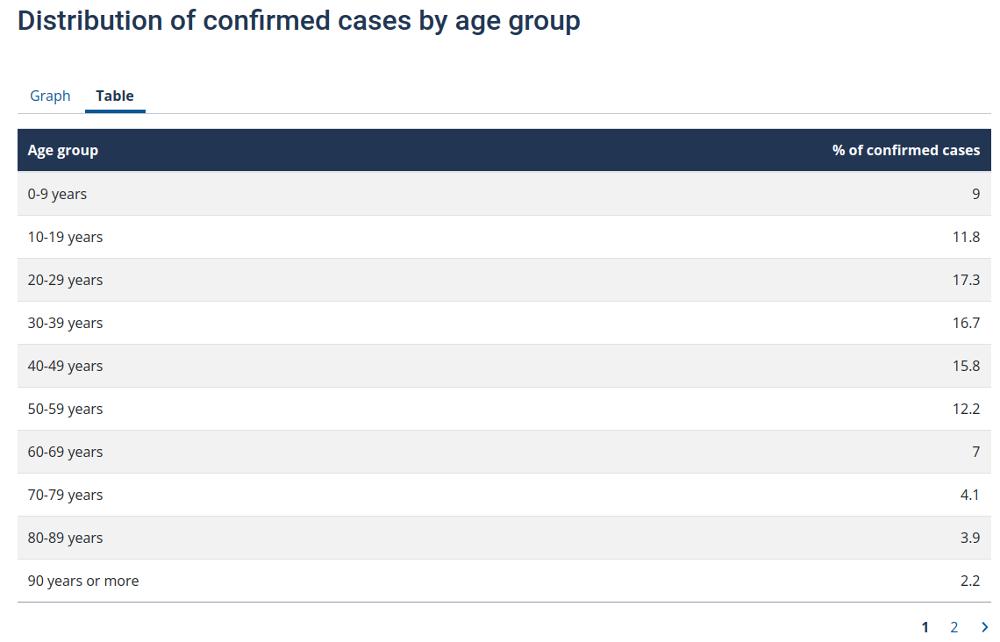 Distribution of confirmed cases by age group
Graph Table
Age group % of confirmed cases
0-9 years 9
10-19 years 11.8
20-29 years 17.3
30-39 years 16.7
40-49 years 15.8
50-59 years 12.2
60-69 years 7
70-79 years 4.1
80-89 years 3.9
90 years or more 2.2
1 2